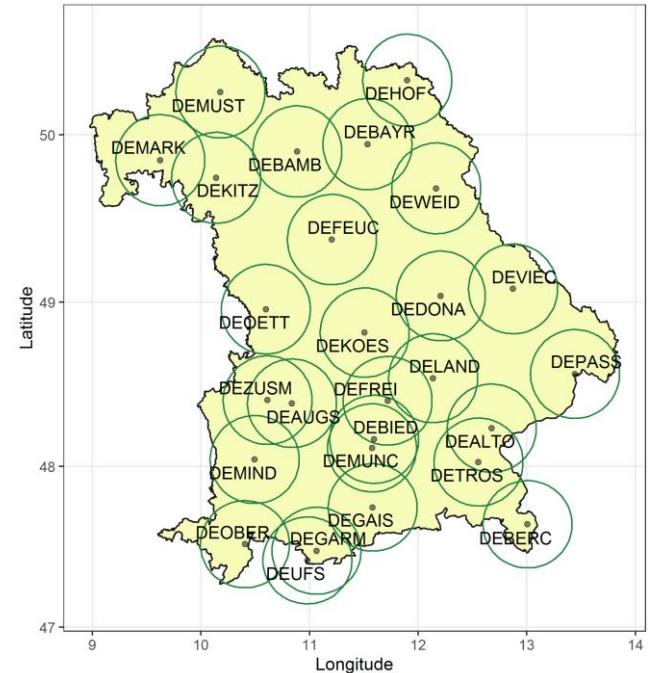 DEHOF
DEMUST
50
DEBAYR
DEMARK
DEBAMB
DEKITZ
DEWEID
DEFEUC
DEVIEC
49
DEDONA
DEOETT
DEKOES
DELAND
DEPASS
DEZUSM
DEFREI
DEAUGS
DEBIED
DEALTO
DEMUNC
48
DEMIND
DETROS
DEGAIS
DEOBER
DEGARM
DEBERC
DEUFS
47
9
10
11
12
13
14
Longitude
Latitude